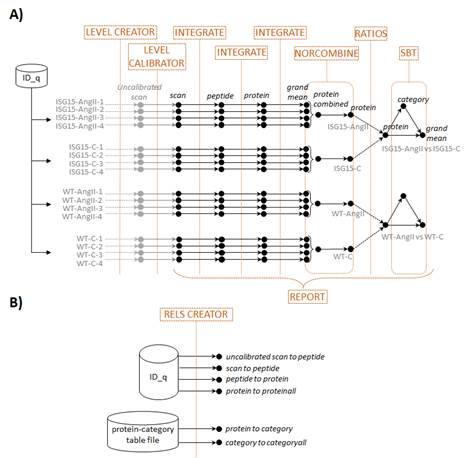 A)
LEVEL CREATOR
INTEGRATE
INTEGRATE
RATIOS
LEVEL CALIBRATOR
INTEGRATE
INTEGRATE
NORCOMBINE
SBT
ID_q
Uncalibrated scan
scan
peptide
protein
grand mean
protein combined
protein
category
protein
grand mean
ISG15-AngII-1
ISG15-AngII-2
ISG15-AngII-3
ISG15-AngII-4
ISG15-AngII
ISG15-AngII vs ISG15-C
ISG15-C-1
ISG15-C-2
ISG15-C-3
ISG15-C-4
ISG15-C
WT-AngII-1
WT-AngII-2
WT-AngII-3
WT-AngII-4
WT-AngII
WT-AngII vs WT-C
WT-C-1
WT-C-2
WT-C-3
WT-C-4
WT-C
REPORT
B)
RELS CREATOR
ID_q
uncalibrated scan to peptide
scan to peptide
peptide to protein
protein to proteinall
protein-category
table file
protein to category
category to categoryall